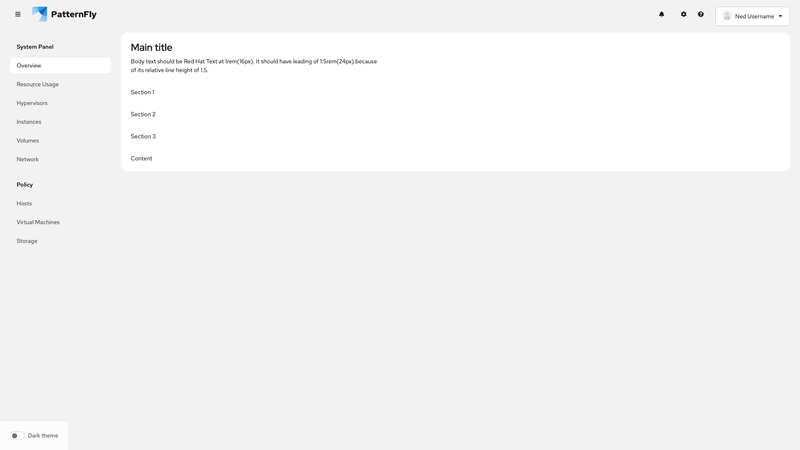 PatternFly
Ned Username
System Panel
Overview
Resource Usage
Hypervisors
Instances
Volumes
Network
Policy
Hosts
Virtual Machines
Storage
Main title
Body text should be Red Hat Text at 1rem(16px). It should have leading of 1.5rem(24px) because
of its relative line height of 1.5.
Section 1
Section 2
Section 3
Content
Dark theme